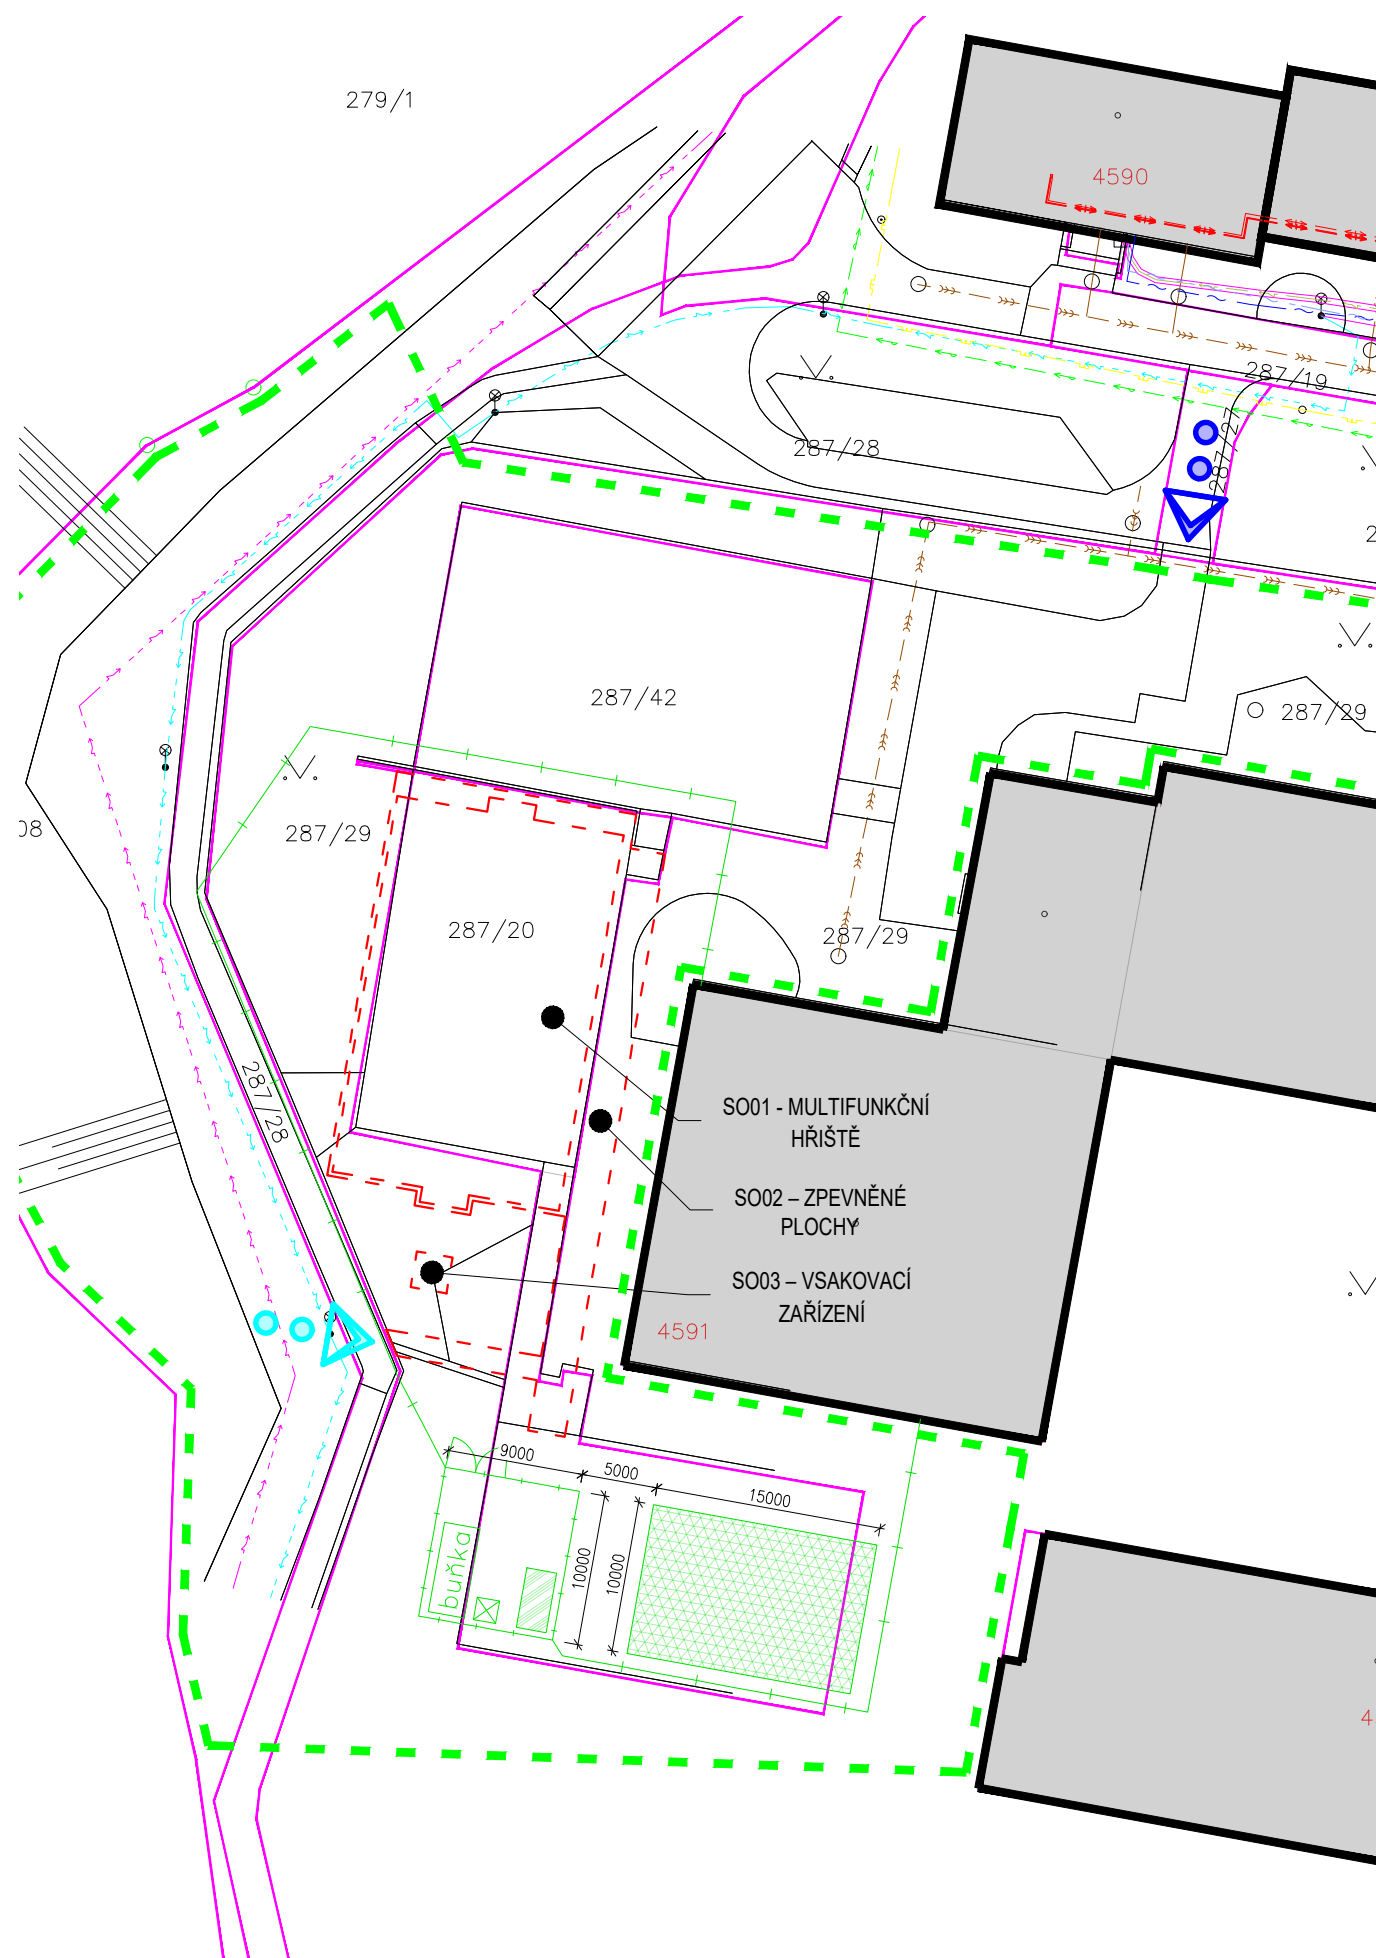 279/1
4590
287/19
287/27
287/28
287/42
287/29
08
287/29
287/20
287/29
287/28
SO01 - MULTIFUNKČNÍ
HŘIŠTĚ
SO02 – ZPEVNĚNÉ
PLOCHY
SO03 – VSAKOVACÍ
ZAŘÍZENÍ
4591
9000
5000
15000
10000
10000
buňka